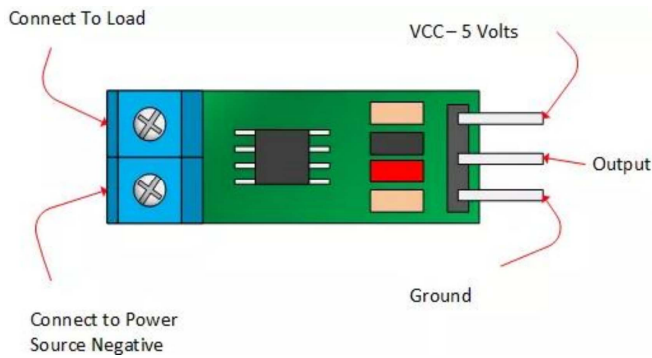 Connect To Load
VCC – 5 Volts
Output
Ground
Connect to Power
Source Negative